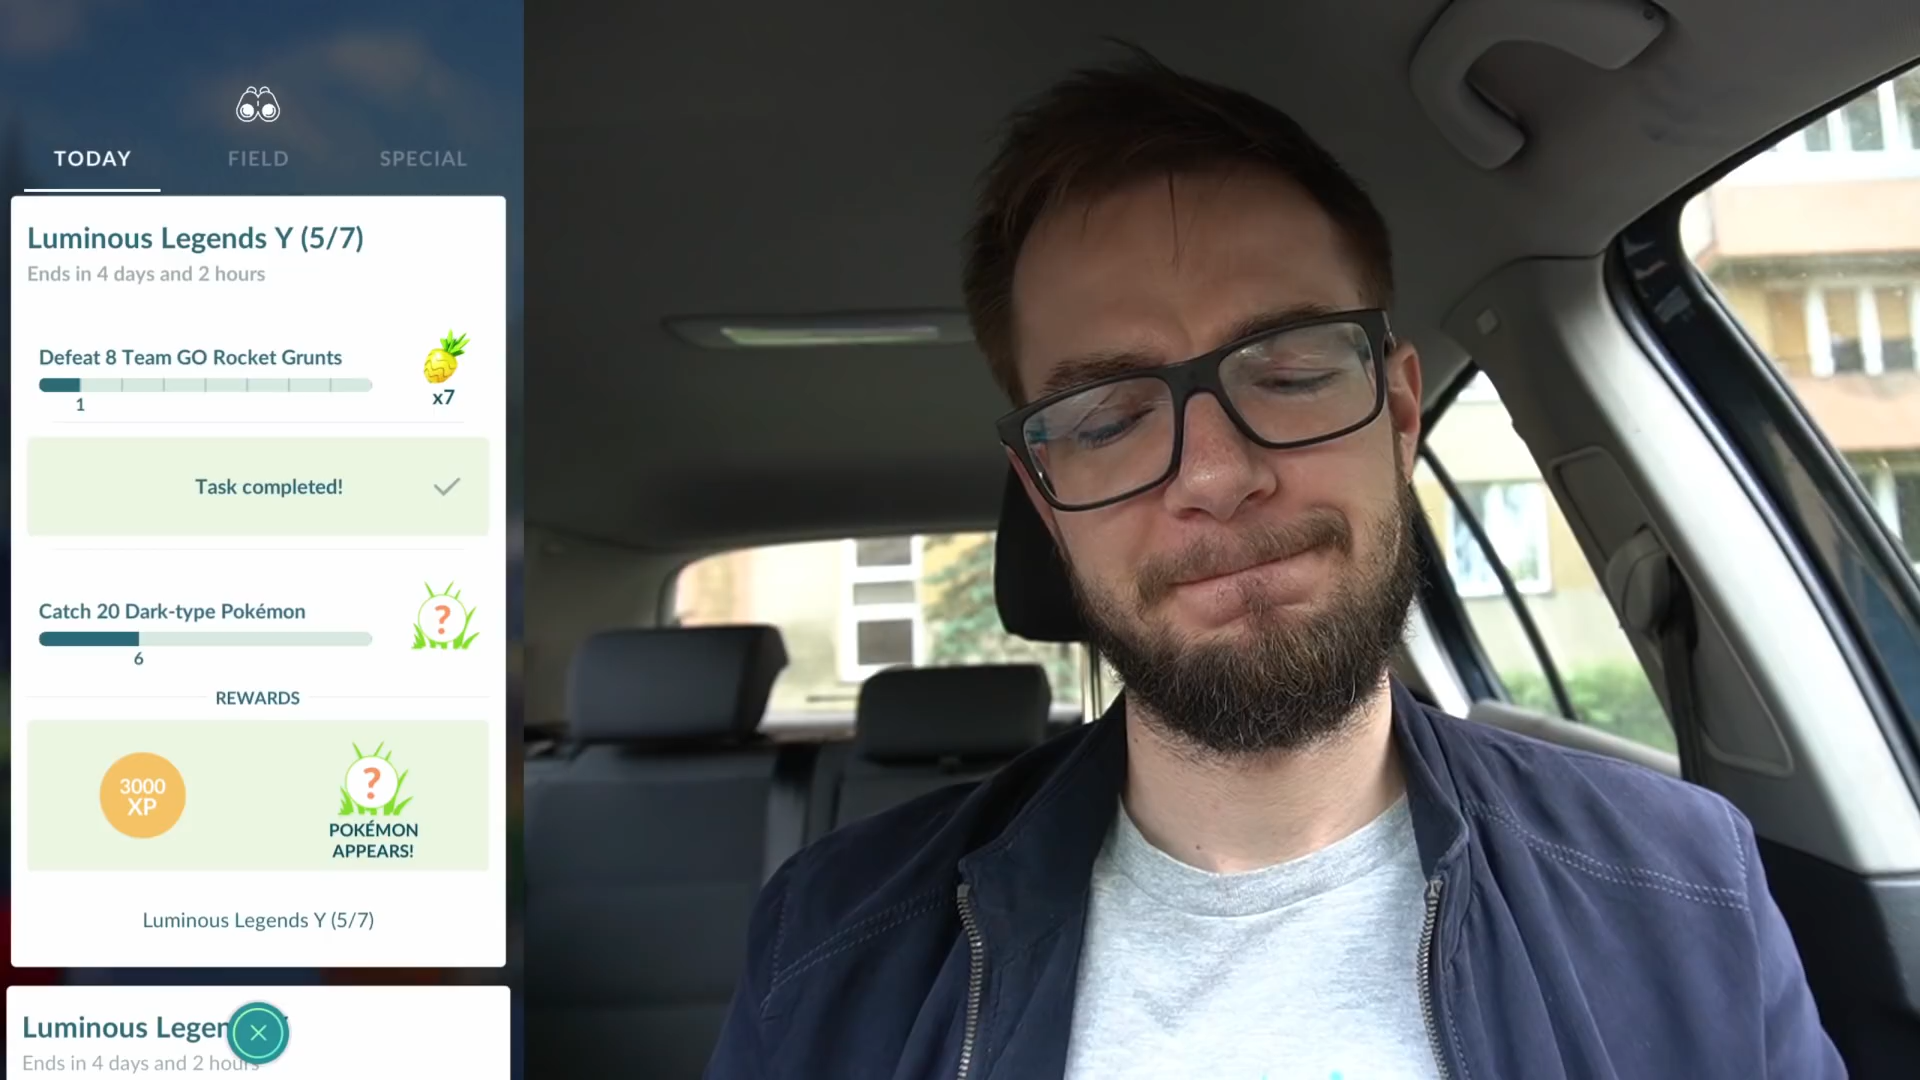 TODAY
FIELD
SPECIAL
Luminous Legends Y (5/7)
Ends in 4 days and 2 hours
Defeat 8 Team GO Rocket Grunts
1
x7
Task completed!
Catch 20 Dark-type Pokémon
6
?
REWARDS
3000
XP
?
POKÉMON
APPEARS!
Luminous Legends Y (5/7)
Luminous Legen
Ends in 4 days and 2 hours